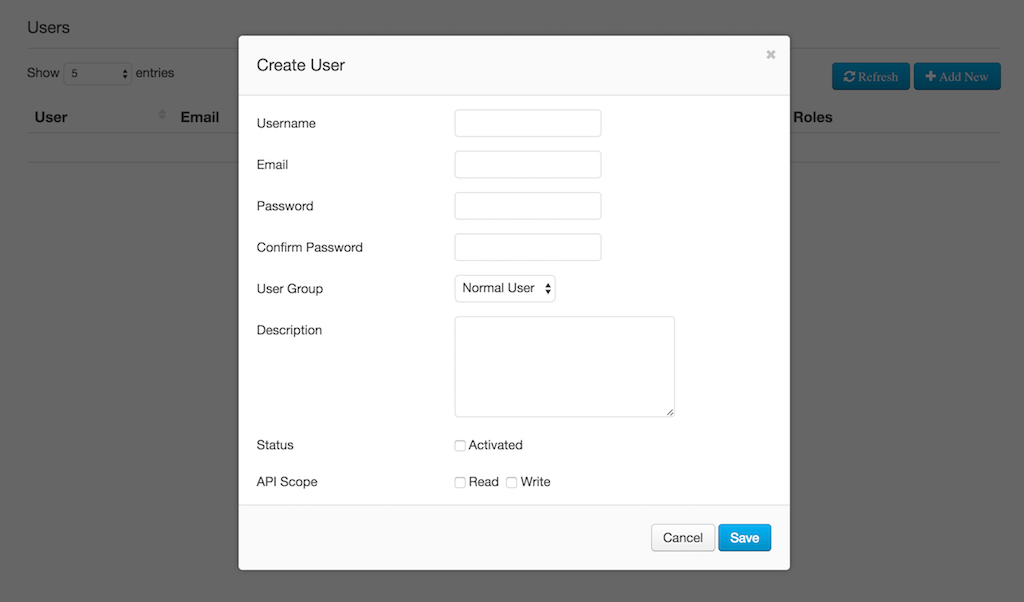 Users
Show 5 entries
Refresh Add New
User Email Roles
Create User
Username
Email
Password
Confirm Password
User Group Normal User
Description
Status Activated
API Scope Read Write
Cancel Save